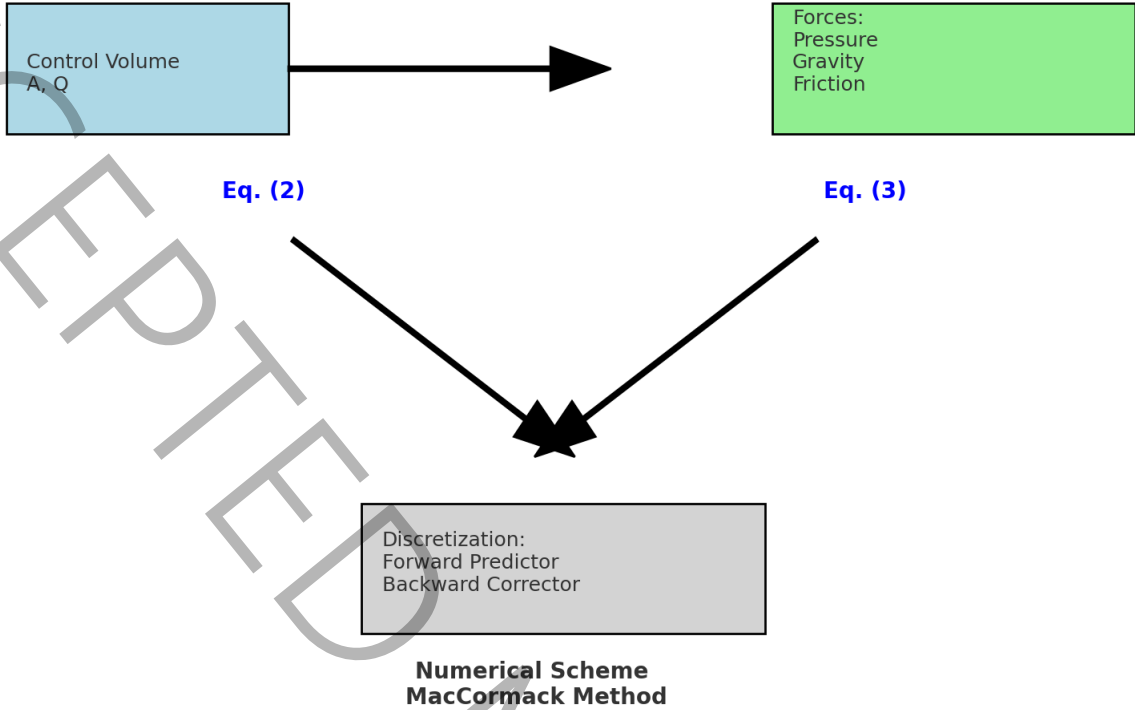 Control Volume
A, Q
Forces:
Pressure
Gravity
Friction
Eq. (2)
Eq. (3)
Discretization:
Forward Predictor
Backward Corrector
Numerical Scheme
MacCormack Method
CEPTED